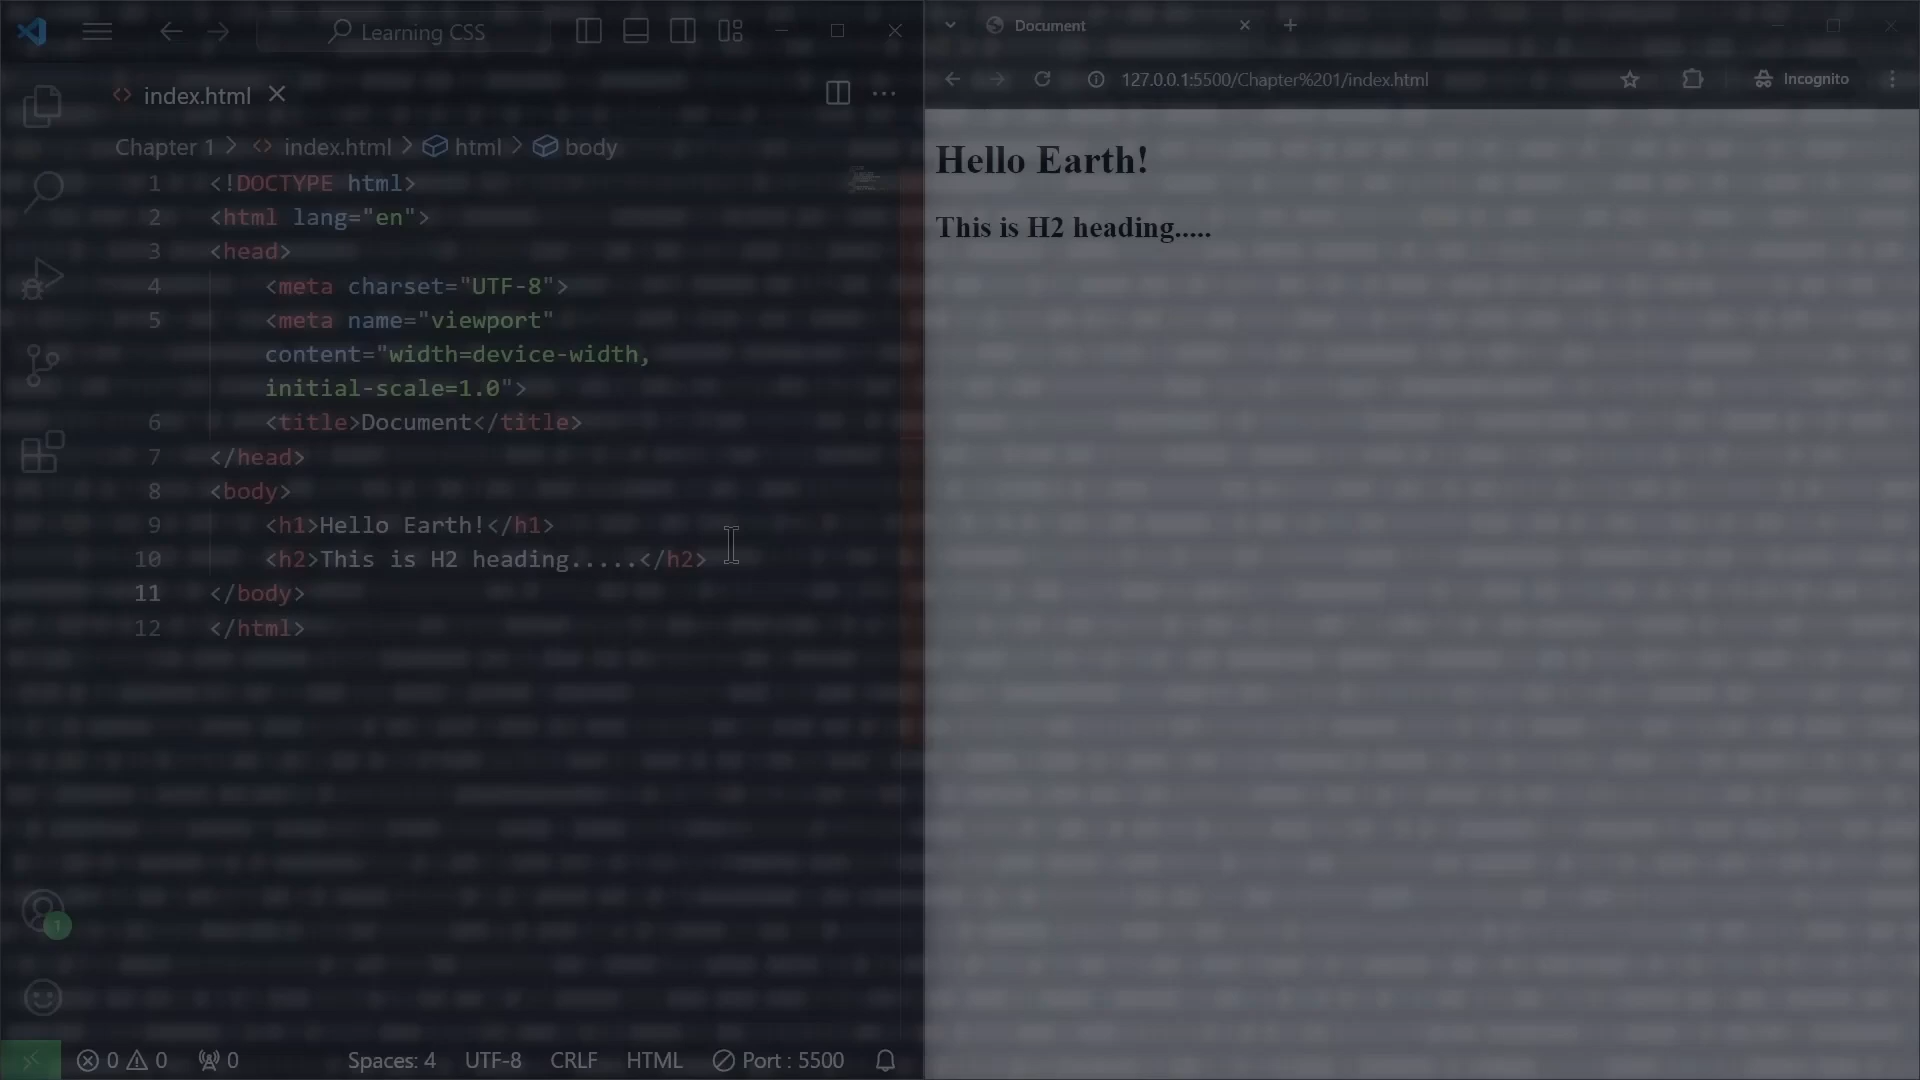 Learning CSS
index.html
Chapter 1 > index.html > html > body
1 <!DOCTYPE html>
2 <html lang="en">
3 <head>
4 <meta charset="UTF-8">
5 <meta name="viewport"
content="width=device-width,
initial-scale=1.0">
6 <title>Document</title>
7 </head>
8 <body>
9 <h1>Hello Earth!</h1>
10 <h2>This is H2 heading.....</h2>
11 </body>
12 </html>
1
0 0 0 Spaces: 4 UTF-8 CRLF HTML Port : 5500
Document
127.0.0.1:5500/Chapter%201/index.html Incognito
Hello Earth!
This is H2 heading.....